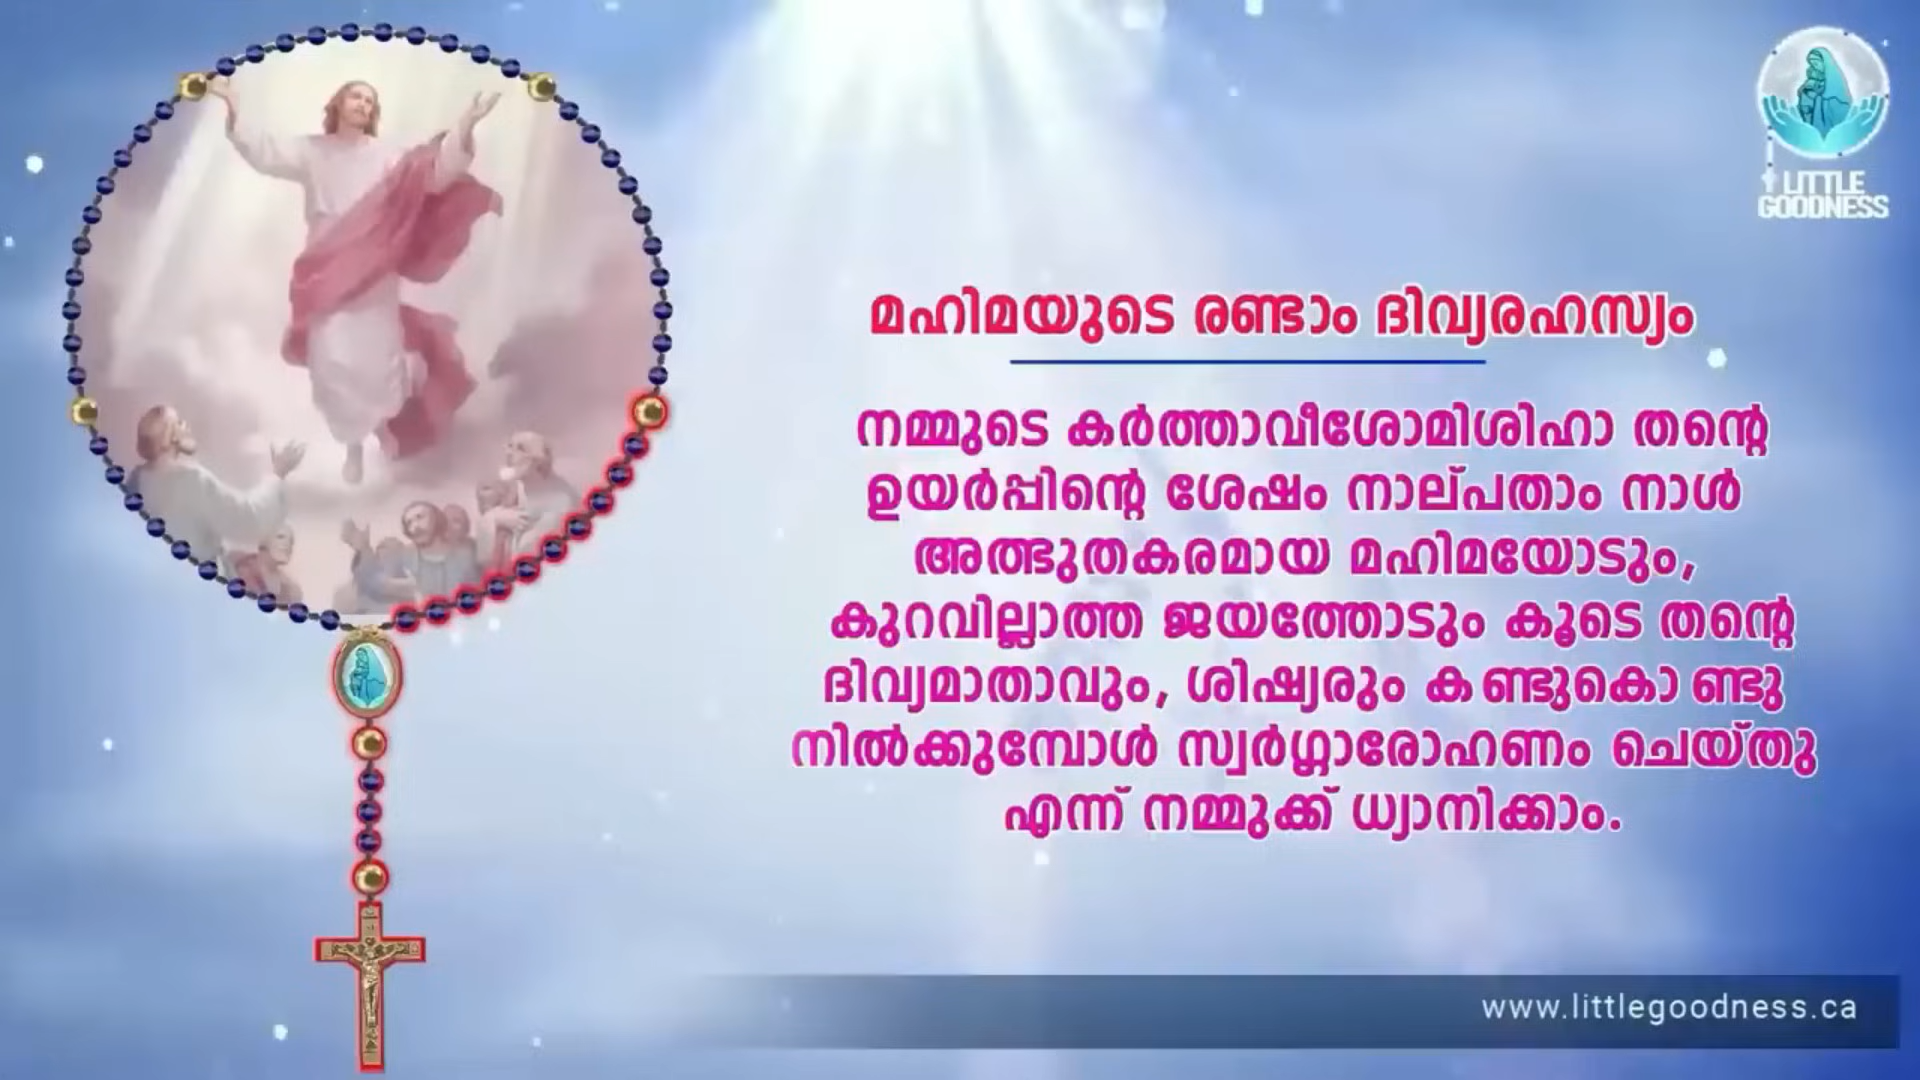 LITTLE
GOODNESS
മഹിമയുടെ രണ്ടാം ദിവ്യരഹസ്യം
നമ്മുടെ കർത്താവീശോമിശിഹാ തന്റെ
ഉയർപ്പിന്റെ ശേഷം നാല്പതാം നാൾ
അത്ഭുതകരമായ മഹിമയോടും,
കുറവില്ലാത്ത ജയത്തോടും കൂടെ തന്റെ
ദിവ്യമാതാവും, ശിഷ്യരും കണ്ടുകൊ ണ്ടു
നിൽക്കുമ്പോൾ സ്വർഗ്ഗാരോഹണം ചെയ്തു
എന്ന് നമ്മുക്ക് ധ്യാനിക്കാം.
www.littlegoodness.ca